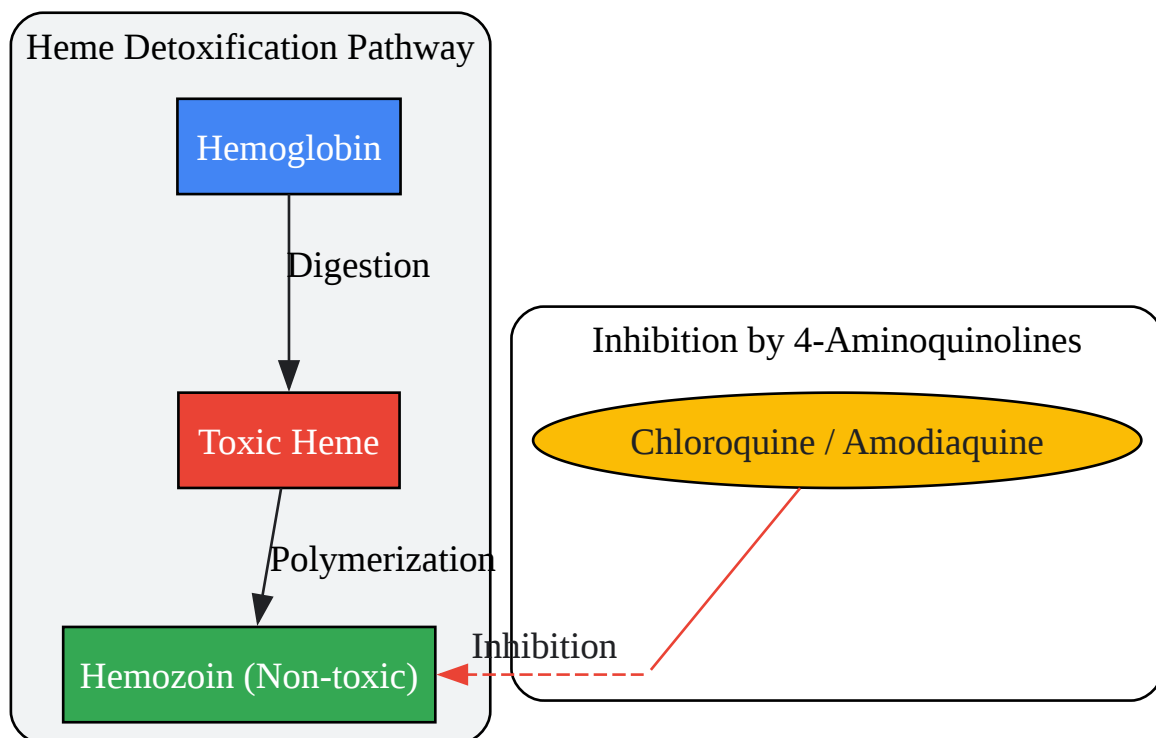 Heme Detoxification Pathway
Hemoglobin
Digestion
Toxic Heme
Polymerization
Hemozoin (Non-toxic)
Inhibition by 4-Aminoquinolines
Chloroquine / Amodiaquine
Inhibition